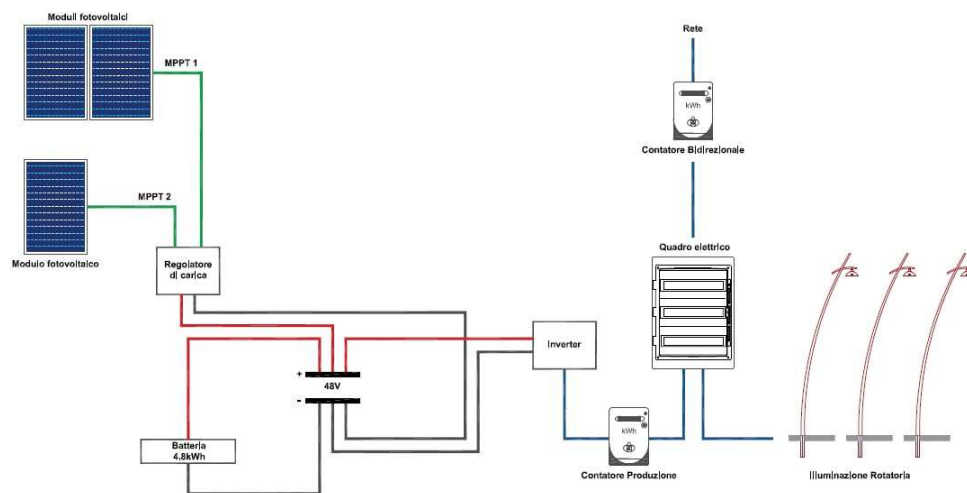 Moduli fotovoltaici
MPPT 1
Rete
kWh
Contatore Bidirezionale
MPPT 2
Modulo fotovoltaico
Regolatore
di carica
Quadro elettrico
Inverter
+
48V
-
Batteria
4.8kWh
kWh
Contatore Produzione
Illuminazione Rotatoria